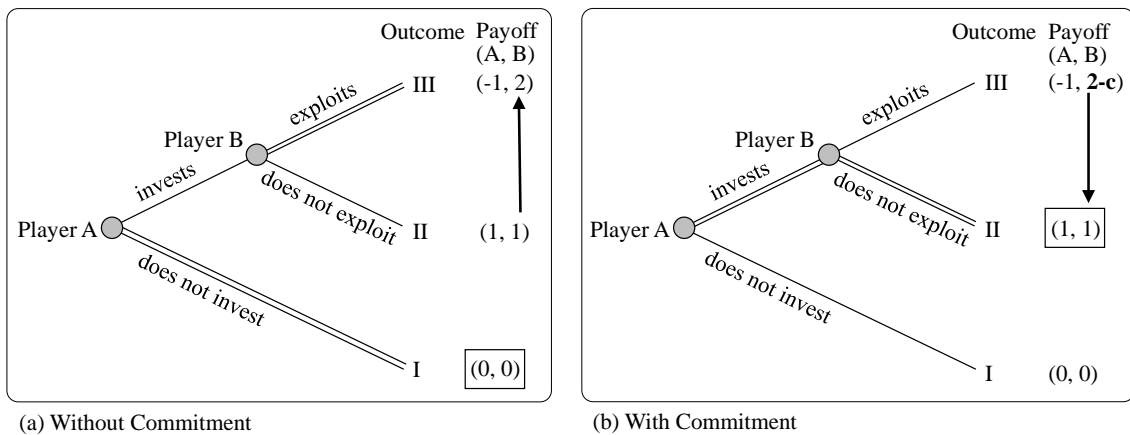 Outcome Payoff
(A, B)
III (-1, 2)
exploits
Player B
invests
does not exploit
Player A
II (1, 1)
does not invest
I (0, 0)
(a) Without Commitment
Outcome Payoff
(A, B)
III (-1, 2-c)
exploits
Player B
invests
does not exploit
Player A
II (1, 1)
does not invest
I (0, 0)
(b) With Commitment